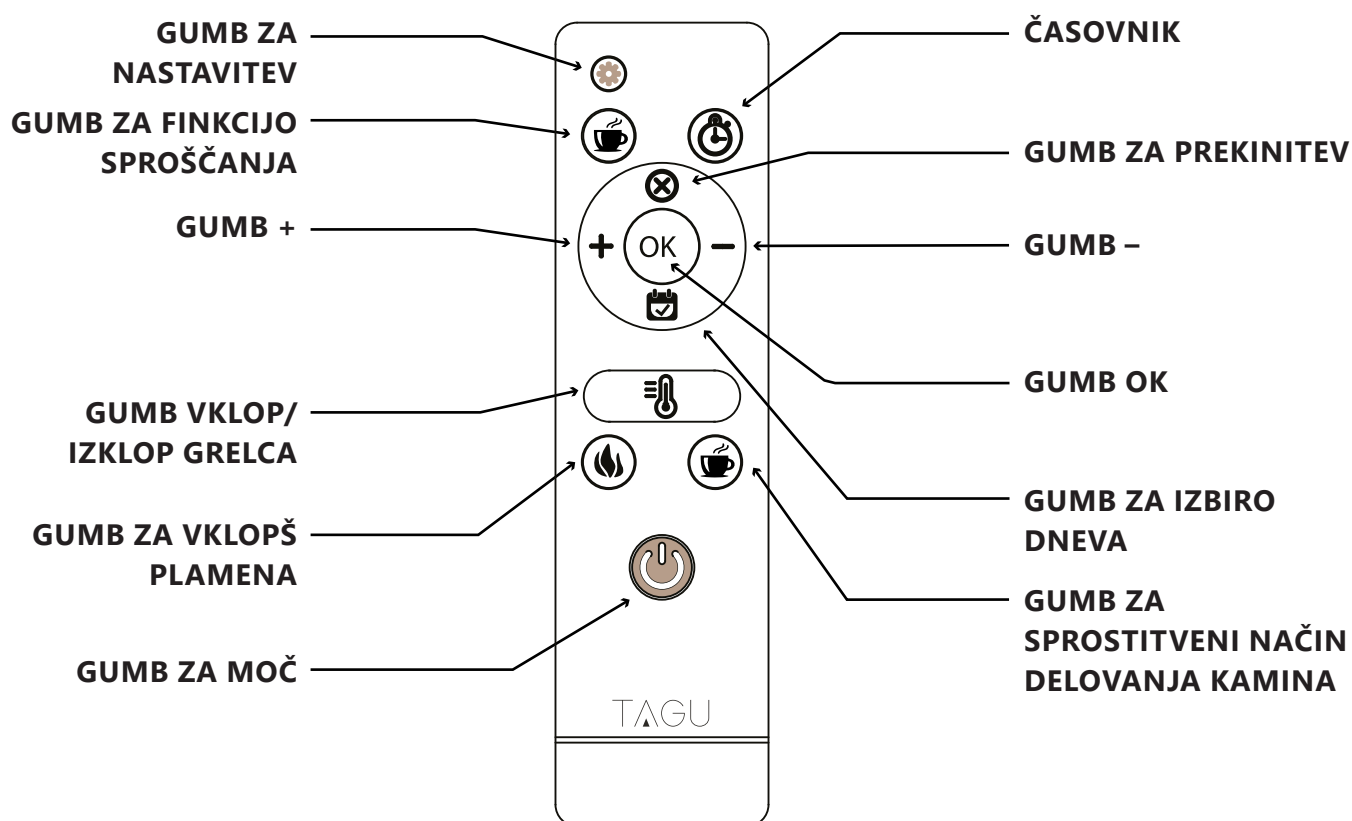 GUMB ZA
NASTAVITEV
GUMB ZA FINKCIJO
SPROŠČANJA
GUMB +
GUMB VKLOP/
IZKLOP GRELCA
GUMB ZA VKLOPŠ
PLAMENA
GUMB ZA MOČ
OK
TAGU
ČASOVNIK
GUMB ZA PREKINITEV
GUMB –
GUMB OK
GUMB ZA IZBIRO
DNEVA
GUMB ZA
SPROSTITVENI NAČIN
DELOVANJA KAMINA